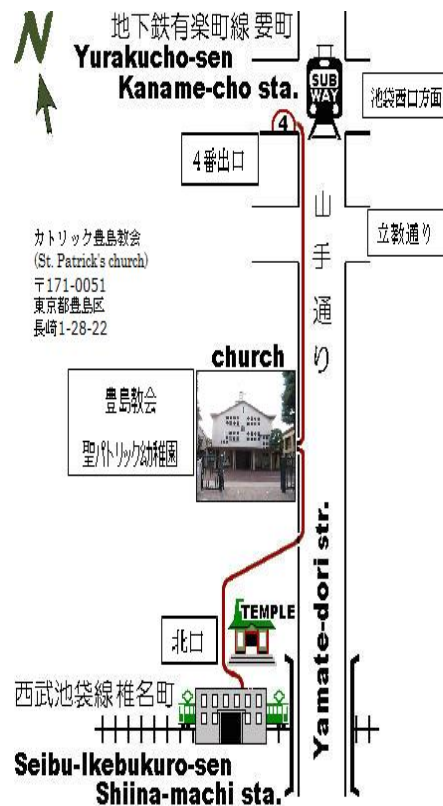 N
地下鉄有楽町線 要町
Yurakucho-sen
Kaname-cho sta.
SUB
WAY
池袋西口方面
4
4番出口
山手通り
立教通り
カトリック豊島教会
(St. Patrick's church)
〒171-0051
東京都豊島区
長崎1-28-22
church
豊島教会
聖パトリック幼稚園
Yamate-dori str.
TEMPLE
北口
西武池袋線椎名町
Seibu-Ikebukuro-sen
Shiina-machi sta.